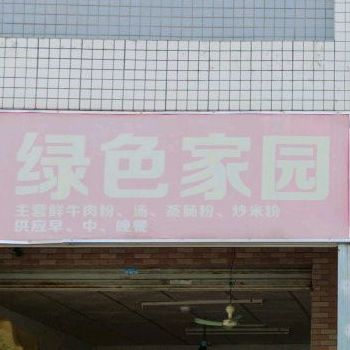 绿色家园
主营鲜牛肉粉、汤、蒸肠粉、炒米粉
供应早、中、晚餐